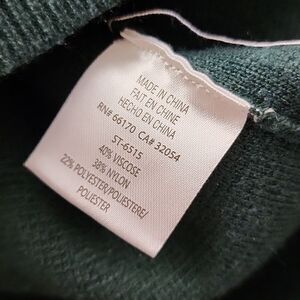 MADE IN CHINA
FAIT EN CHINE
HECHO EN CHINA
RN# 66170 CA# 32054
ST-6515
40% VISCOSE
38% NYLON
22% POLYESTER/POLIESTERE/
POLIESTER